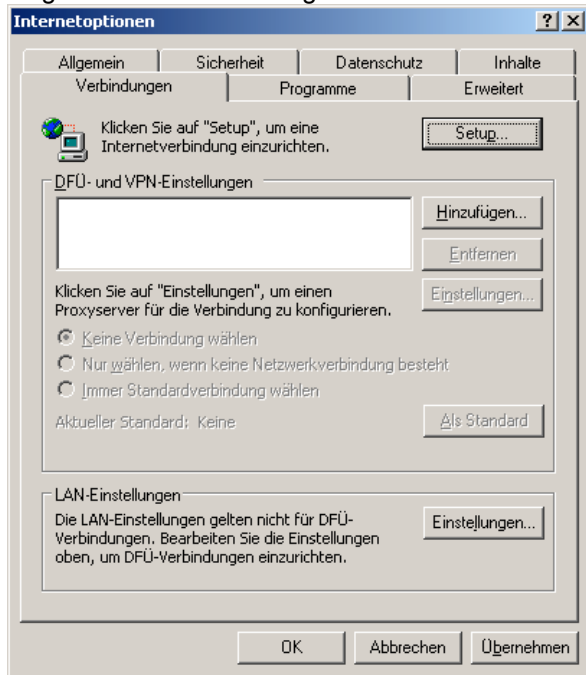 Internetoptionen
Allgemein Sicherheit Datenschutz Inhalte
Verbindungen Programme Erweitert
Klicken Sie auf "Setup", um eine
Internetverbindung einzurichten.
Setup...
DFÜ- und VPN-Einstellungen
Hinzufügen...
Entfernen
Klicken Sie auf "Einstellungen", um einen
Proxyserver für die Verbindung zu konfigurieren.
Einstellungen...
Keine Verbindung wählen
Nur wählen, wenn keine Netzwerkverbindung besteht
Immer Standardverbindung wählen
Aktueller Standard: Keine
Als Standard
LAN-Einstellungen
Die LAN-Einstellungen gelten nicht für DFÜ-
Verbindungen. Bearbeiten Sie die Einstellungen
oben, um DFÜ-Verbindungen einzurichten.
Einstellungen...
OK Abbrechen Übernehmen